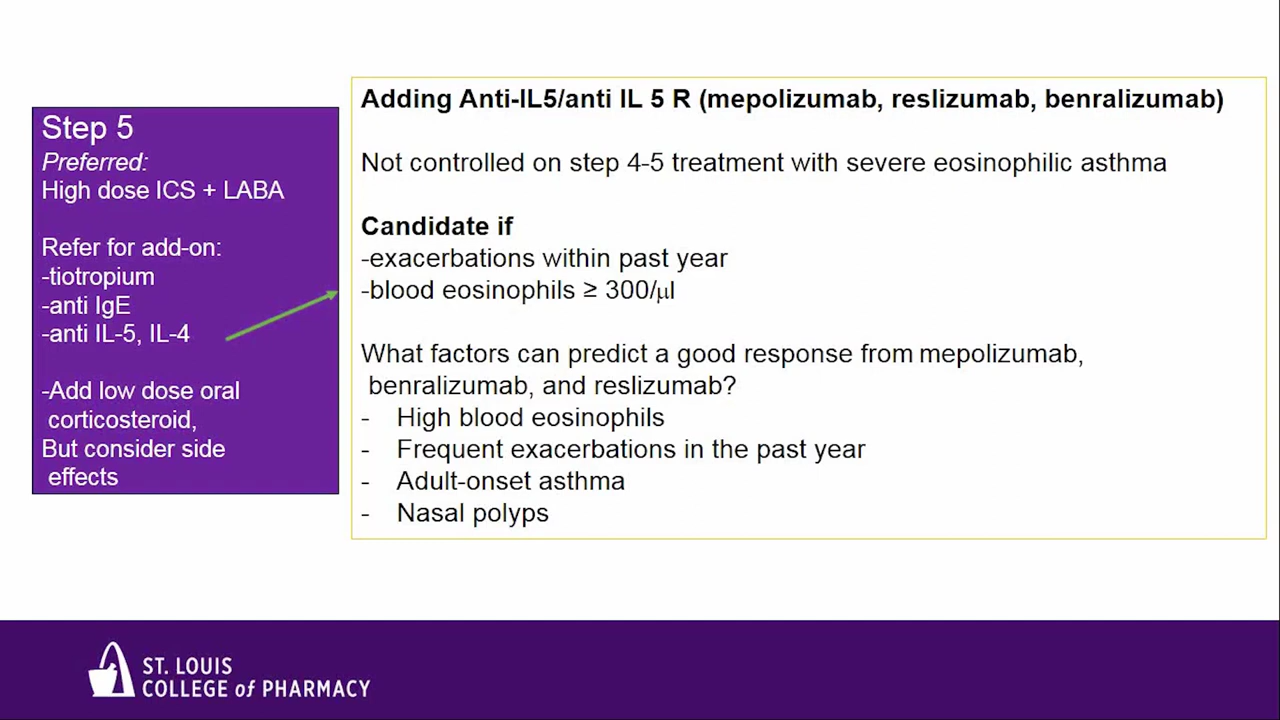 Step 5
Preferred:
High dose ICS + LABA
Refer for add-on:
-tiotropium
-anti IgE
-anti IL-5, IL-4
-Add low dose oral
corticosteroid,
But consider side
effects
Adding Anti-IL5/anti IL 5 R (mepolizumab, reslizumab, benralizumab)
Not controlled on step 4-5 treatment with severe eosinophilic asthma
Candidate if
-exacerbations within past year
-blood eosinophils ≥ 300/μl
What factors can predict a good response from mepolizumab,
benralizumab, and reslizumab?
- High blood eosinophils
- Frequent exacerbations in the past year
- Adult-onset asthma
- Nasal polyps
ST. LOUIS
COLLEGE of PHARMACY